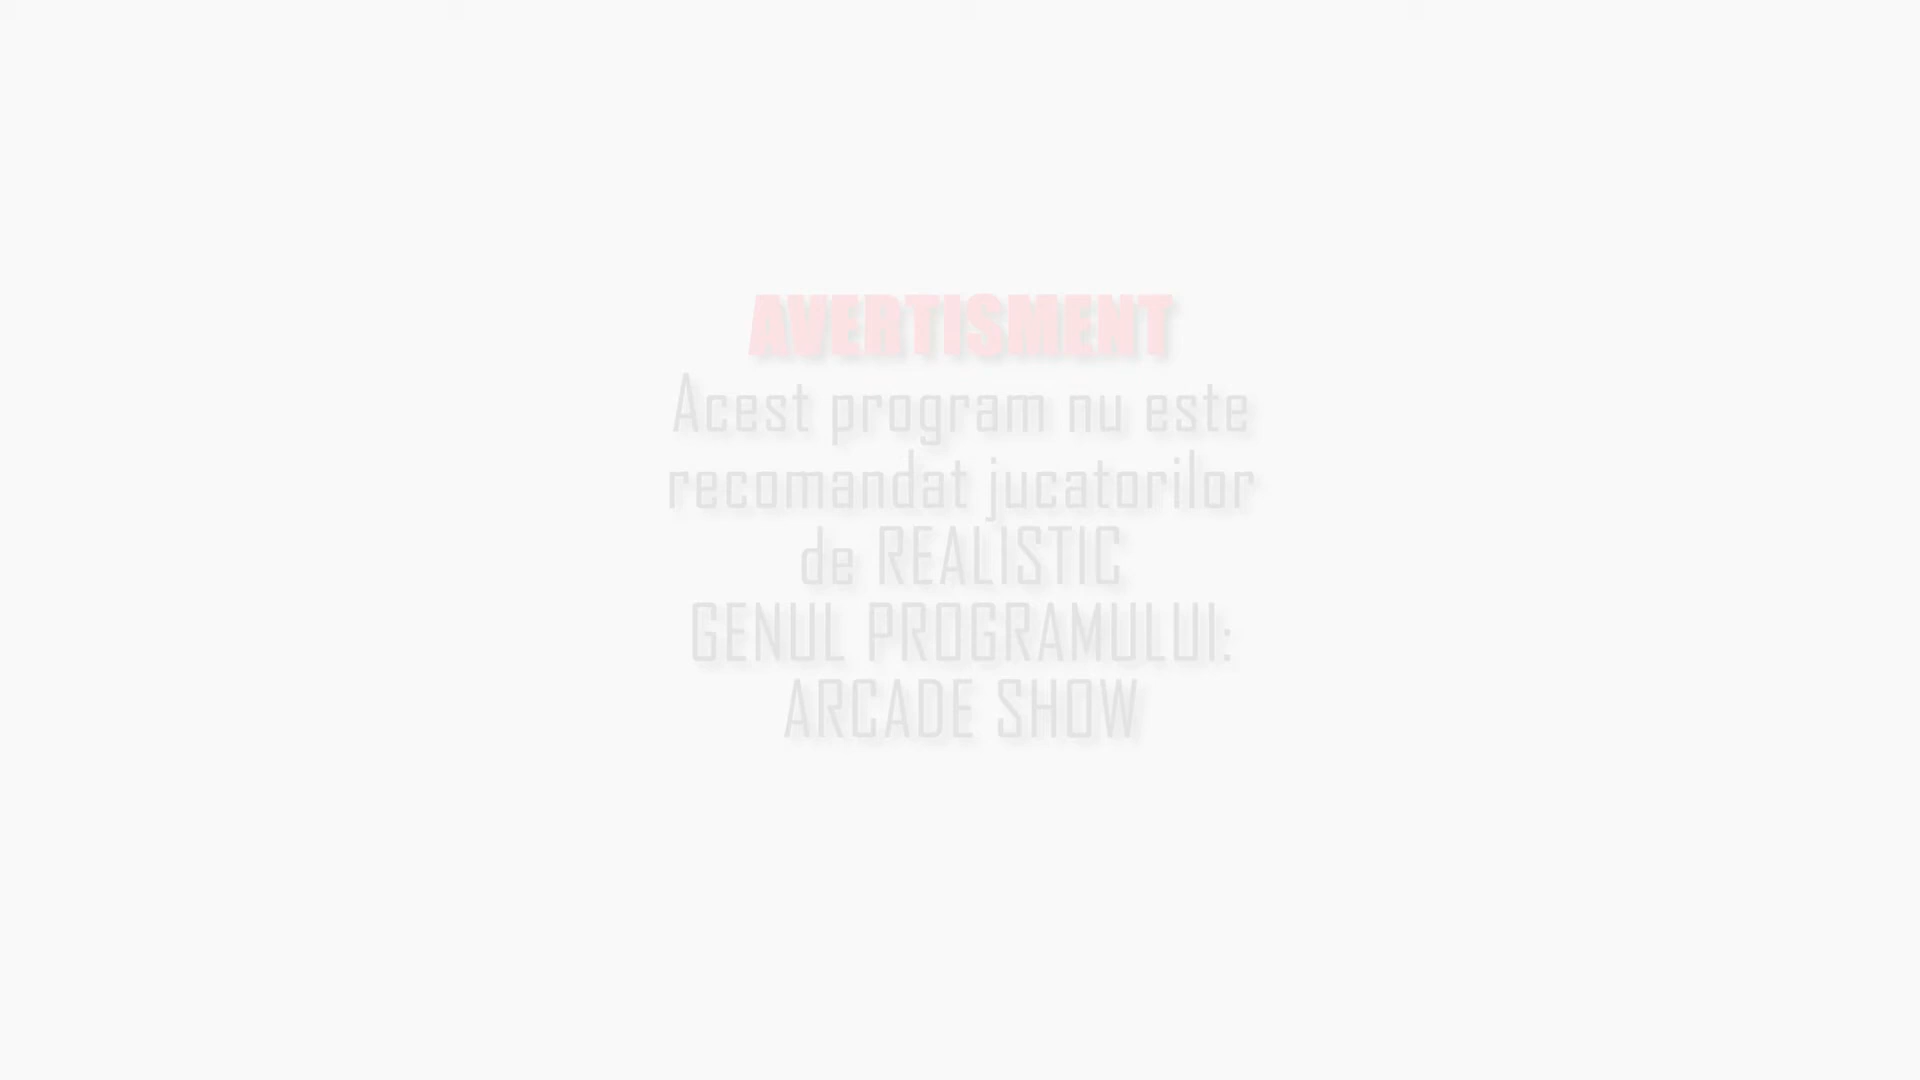 AVERTISMENT
Acest program nu este
recomandat jucatorilor
de REALISTIC
GENUL PROGRAMULUI:
ARCADE SHOW